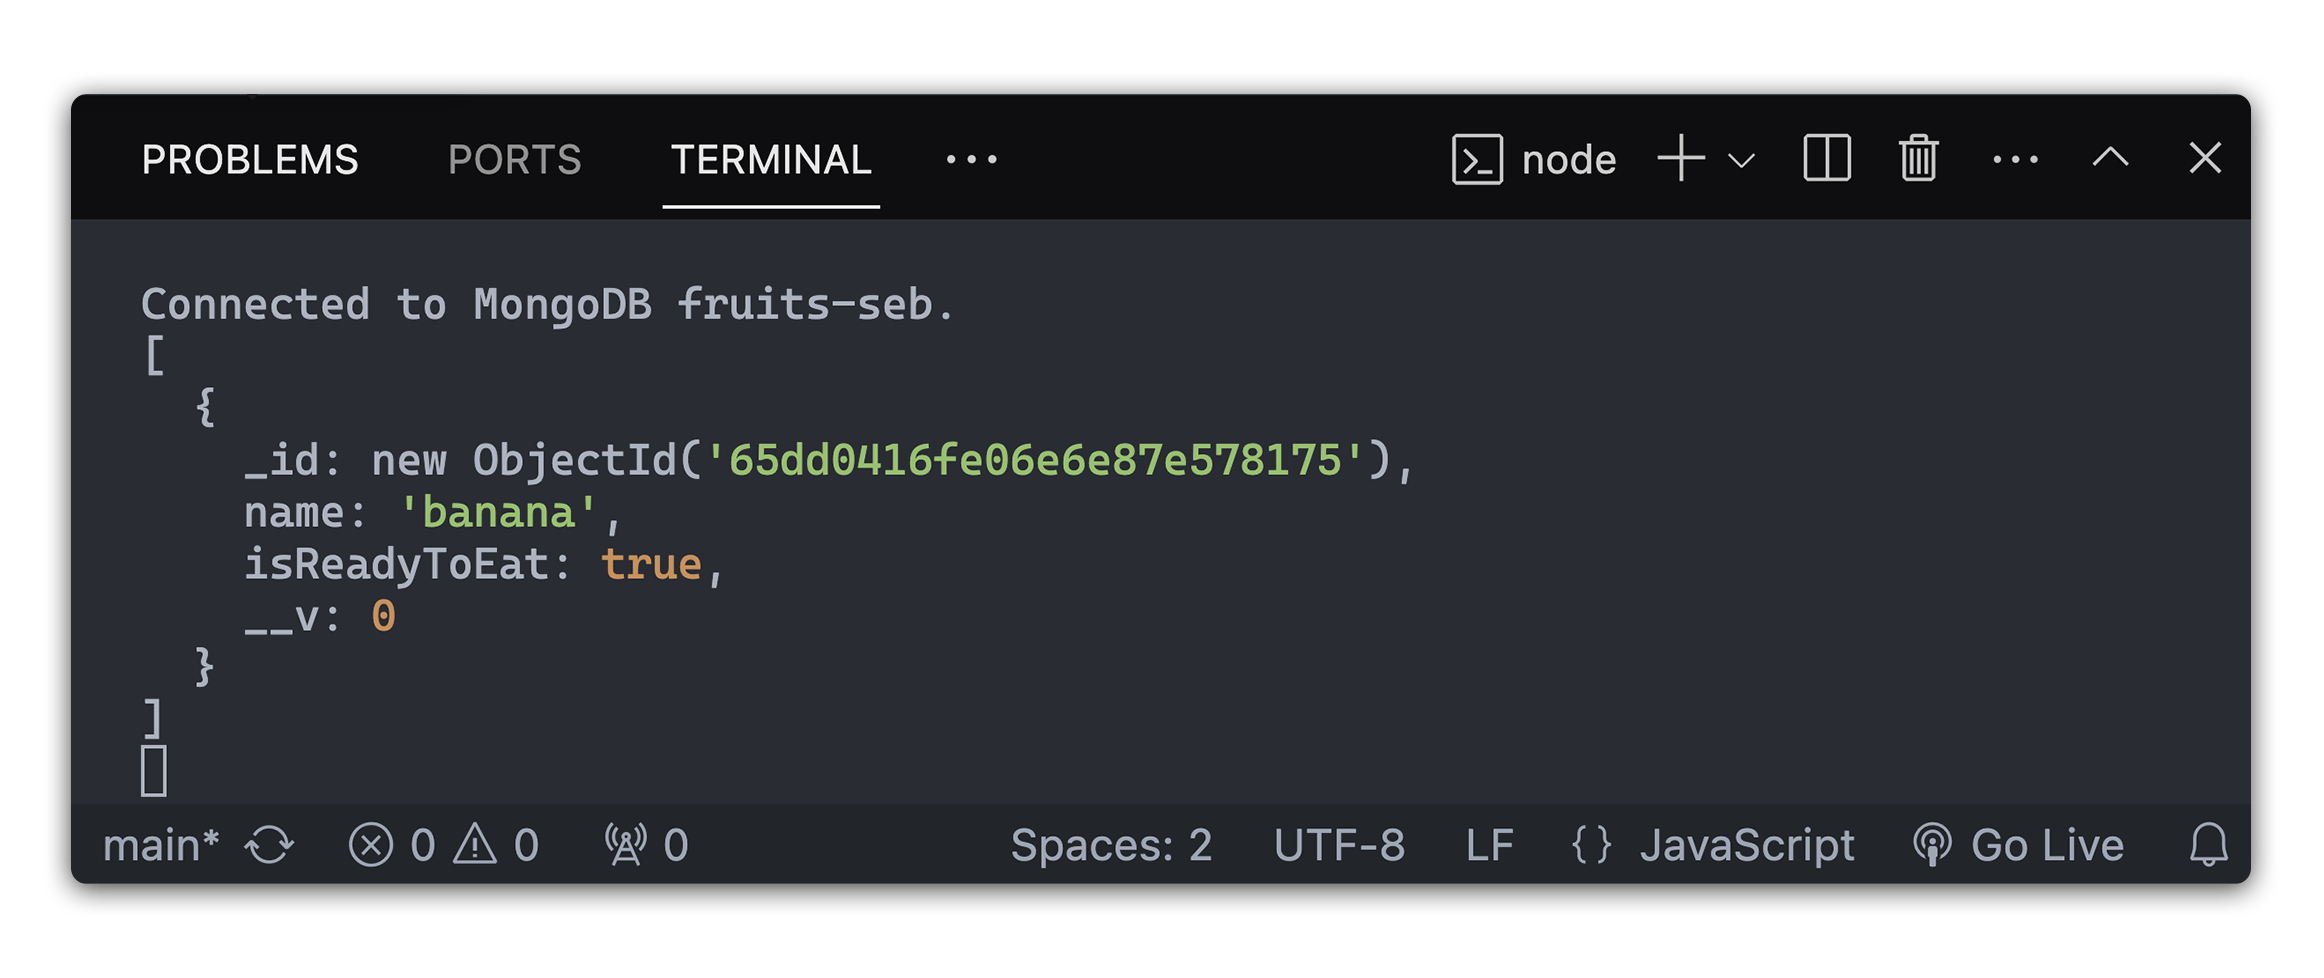 PROBLEMS PORTS TERMINAL ··· node
Connected to MongoDB fruits-seb.
[
  {
    _id: new ObjectId('65dd0416fe06e6e87e578175'),
    name: 'banana',
    isReadyToEat: true,
    __v: 0
  }
]
main* 0 0 0 Spaces: 2 UTF-8 LF {} JavaScript Go Live